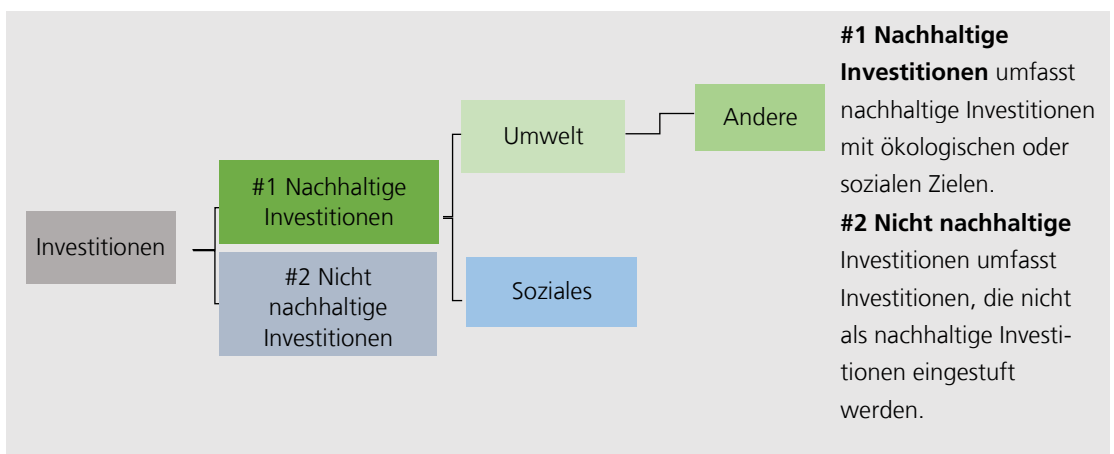 Investitionen
#1 Nachhaltige
Investitionen
#2 Nicht
nachhaltige
Investitionen
Umwelt
Soziales
Andere
#1 Nachhaltige
Investitionen umfasst
nachhaltige Investitionen
mit ökologischen oder
sozialen Zielen.
#2 Nicht nachhaltige
Investitionen umfasst
Investitionen, die nicht
als nachhaltige Investi-
tionen eingestuft
werden.